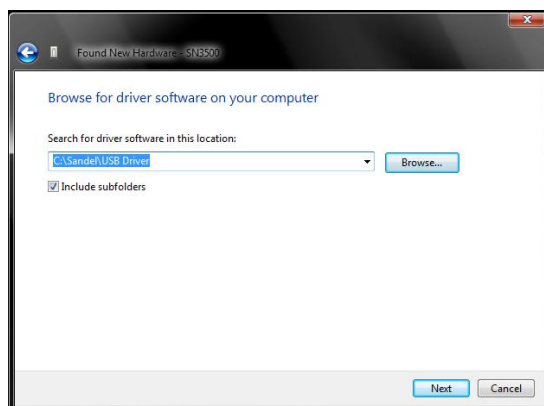 Found New Hardware - SN3500
Browse for driver software on your computer
Search for driver software in this location:
C:\Sandel\USB Driver
Browse...
Include subfolders
Next
Cancel